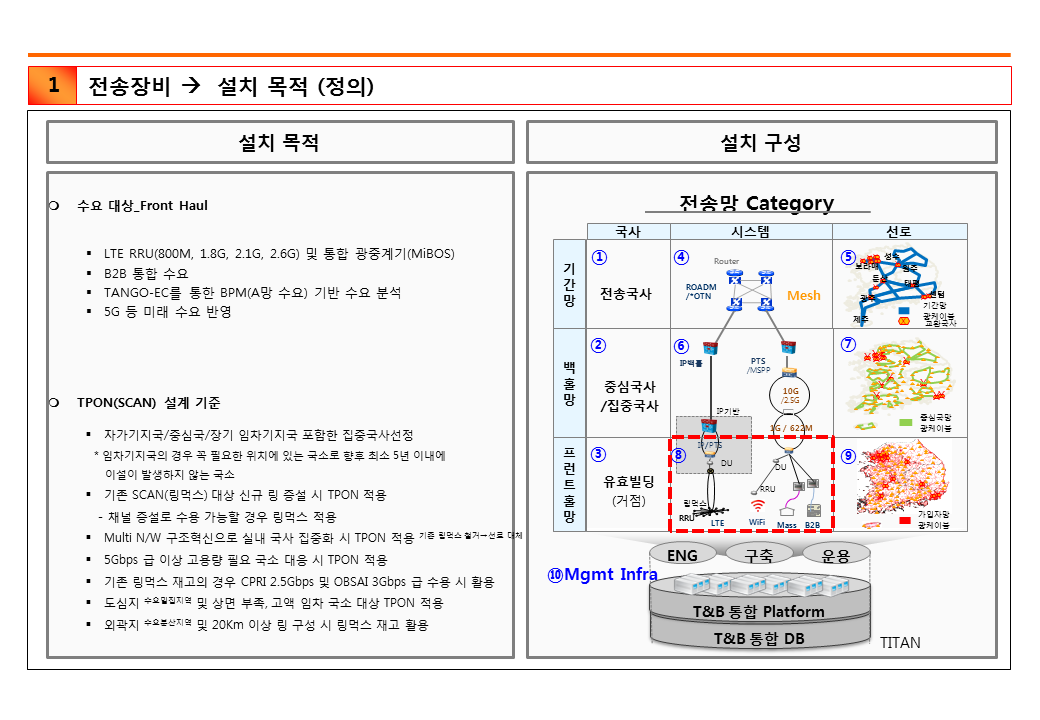 1
전송장비 → 설치 목적 (정의)
설치 목적
❍ 수요 대상_Front Haul
▪ LTE RRU(800M, 1.8G, 2.1G, 2.6G) 및 통합 광중계기(MiBOS)
▪ B2B 통합 수요
▪ TANGO-EC를 통한 BPM(A망 수요) 기반 수요 분석
▪ 5G 등 미래 수요 반영
❍ TPON(SCAN) 설계 기준
▪ 자가기지국/중심국/장기 임차기지국 포함한 집중국사선정
* 임차기지국의 경우 꼭 필요한 위치에 있는 국소로 향후 최소 5년 이내에
이설이 발생하지 않는 국소
▪ 기존 SCAN(링먹스) 대상 신규 링 증설 시 TPON 적용
- 채널 증설로 수용 가능할 경우 링먹스 적용
▪ Multi N/W 구조혁신으로 실내 국사 집중화 시 TPON 적용 기존 링먹스 철거→선로 대체
▪ 5Gbps 급 이상 고용량 필요 국소 대응 시 TPON 적용
▪ 기존 링먹스 재고의 경우 CPRI 2.5Gbps 및 OBSAI 3Gbps 급 수용 시 활용
▪ 도심지 수요밀집지역 및 상면 부족, 고액 임차 국소 대상 TPON 적용
▪ 외곽지 수요분산지역 및 20Km 이상 링 구성 시 링먹스 재고 활용
설치 구성
전송망 Category
국사
시스템
선로
기간망
①
전송국사
④
Router
ROADM
/*OTN
Mesh
⑤
보라매
성수
원주
둔산
태평
광주
센텀
제주
기간망
광케이블
교환국사
백홀망
②
중심국사
/집중국사
⑥
IP백홀
PTS
/MSPP
10G
/2.5G
IP기반
1G / 622M
⑦
중심국망
광케이블
프런트홀망
③
유효빌딩
(거점)
⑧
IP/PTS
DU
DU
RRU
링먹스
RRU
LTE
WiFi
Mass
B2B
⑨
가입자망
광케이블
ENG
구축
운용
⑩Mgmt Infra
T&B 통합 Platform
T&B 통합 DB
TITAN